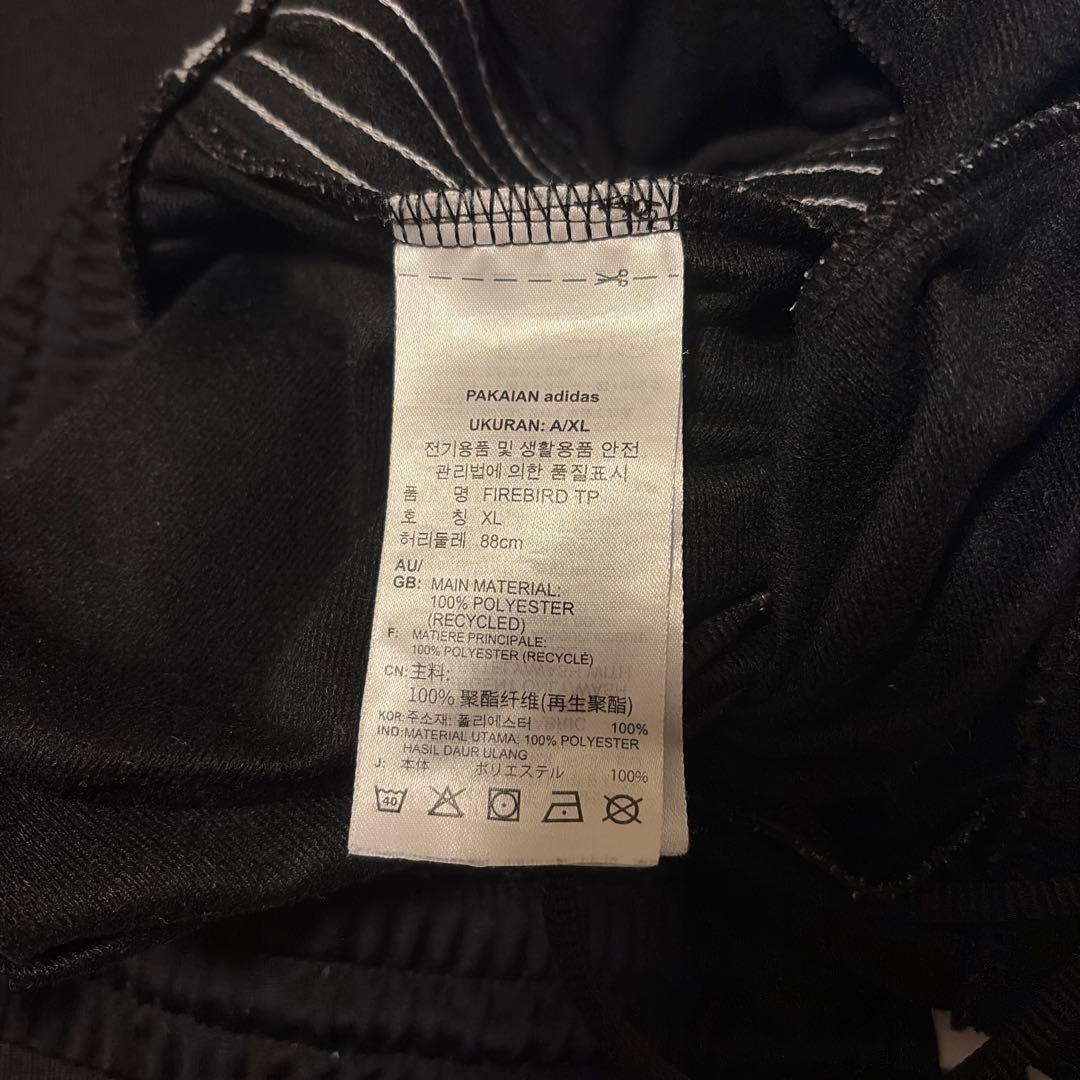 PAKAIAN adidas
UKURAN: A/XL
전기용품 및 생활용품 안전
관리법에 의한 품질표시
품 명 FIREBIRD TP
호 칭 XL
허리둘레 88cm
AU/
GB: MAIN MATERIAL:
100% POLYESTER
(RECYCLED)
F: MATIERE PRINCIPALE:
100% POLYESTER (RECYCLÉ)
CN: 主料:
100% 聚酯纤维(再生聚酯)
KOR: 주소재: 폴리에스터 100%
IND: MATERIAL UTAMA: 100% POLYESTER
HASIL DAUR ULANG
J: 本体 ポリエステル 100%
40